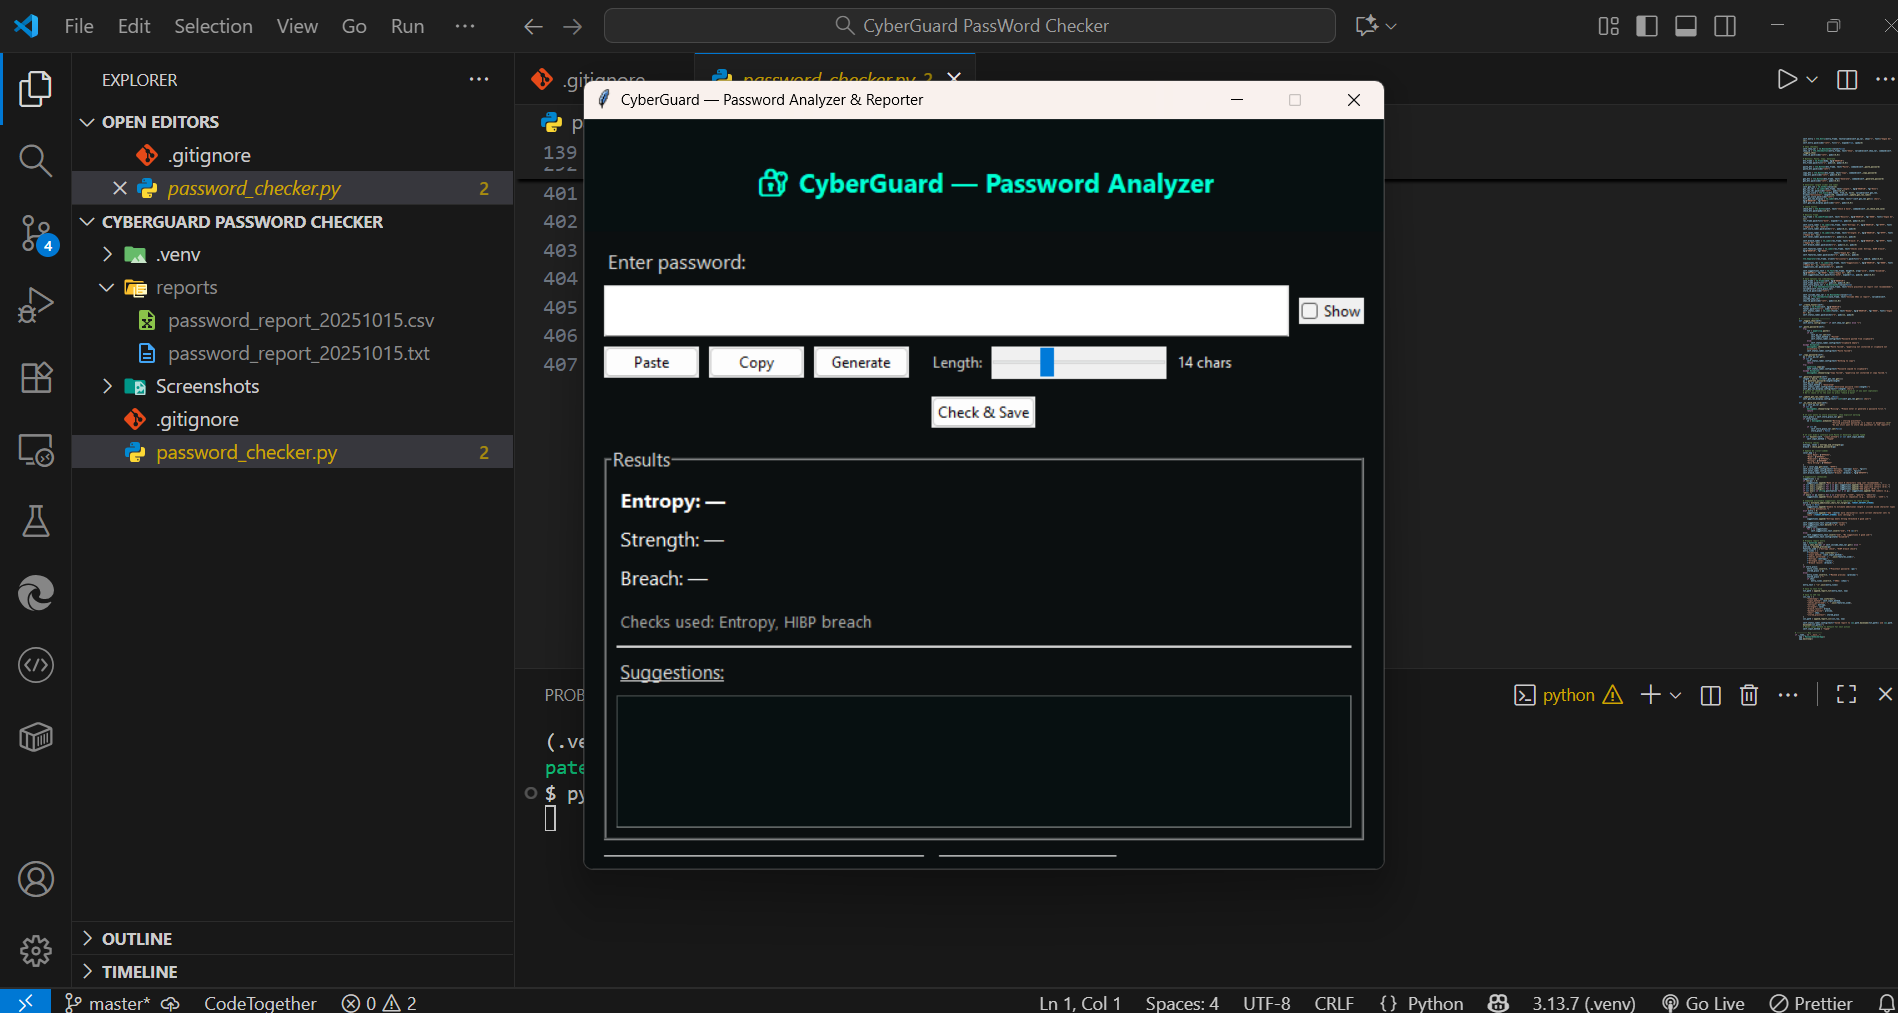 File Edit Selection View Go Run ··· CyberGuard PassWord Checker
EXPLORER ···
OPEN EDITORS
.gitignore
password_checker.py 2
CYBERGUARD PASSWORD CHECKER
.venv
reports
password_report_20251015.csv
password_report_20251015.txt
Screenshots
.gitignore
password_checker.py 2
OUTLINE
TIMELINE
.gitignore password_checker.py 2
139
401
402
403
404
405
406
407
CyberGuard — Password Analyzer & Reporter
CyberGuard — Password Analyzer
Enter password:
Show
Paste Copy Generate Length: 14 chars
Check & Save
Results
Entropy: —
Strength: —
Breach: —
Checks used: Entropy, HIBP breach
Suggestions:
PROB
python
(.ve
pate
$ py
4
master* CodeTogether 0 2 Ln 1, Col 1 Spaces: 4 UTF-8 CRLF {} Python 3.13.7 (.venv) Go Live Prettier